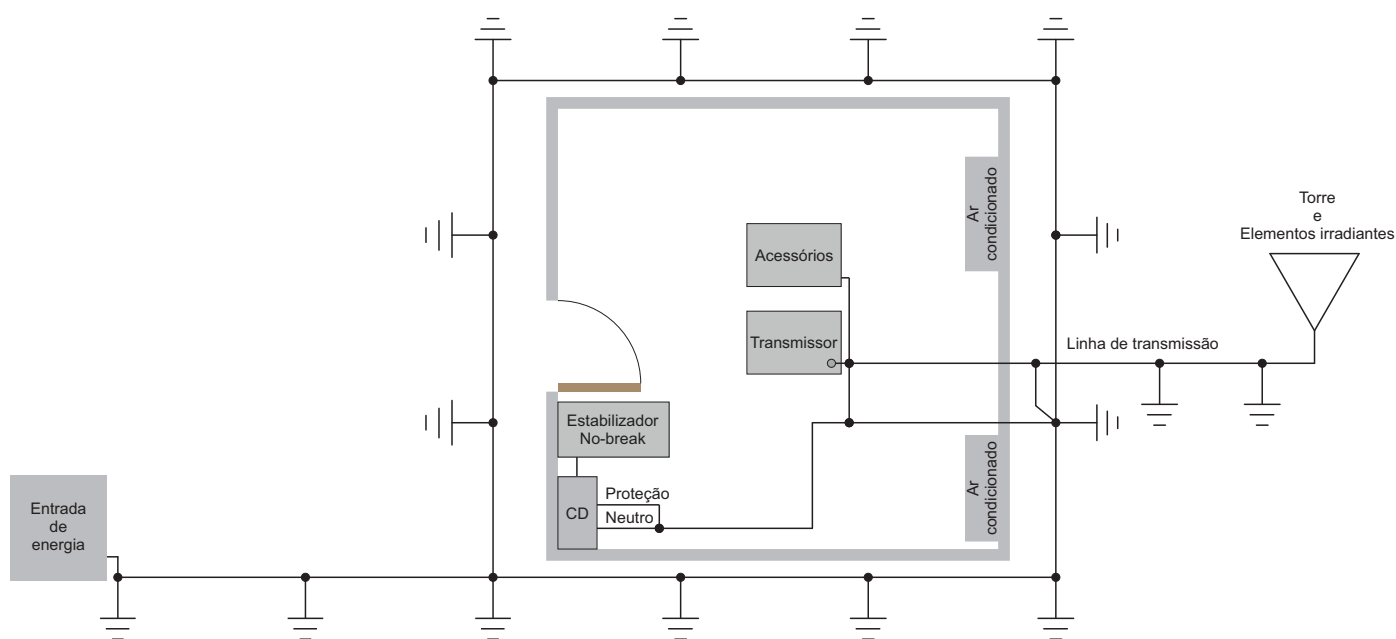 Ar
condicionado
Torre
e
Elementos irradiantes
Acessórios
Transmissor
Linha de transmissão
Estabilizador
No-break
Ar
condicionado
Entrada
de
energia
CD
Proteção
Neutro